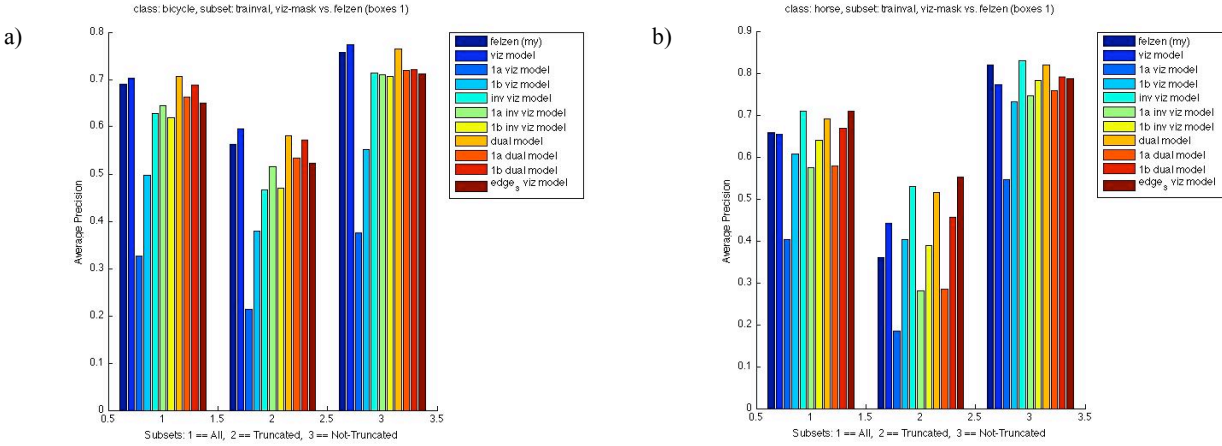 a)
class: bicycle, subset: trainval, viz-mask vs. felzen (boxes 1)
0.8
0.7
0.6
0.5
0.4
0.3
0.2
0.1
0
Average Precision
0.5 1 1.5 2 2.5 3 3.5
Subsets: 1 == All, 2 == Truncated, 3 == Not-Truncated
felzen (my)
viz model
1a viz model
1b viz model
inv viz model
1a inv viz model
1b inv viz model
dual model
1a dual model
1b dual model
edge₃ viz model
b)
class: horse, subset: trainval, viz-mask vs. felzen (boxes 1)
0.9
0.8
0.7
0.6
0.5
0.4
0.3
0.2
0.1
0
Average Precision
0.5 1 1.5 2 2.5 3 3.5
Subsets: 1 == All, 2 == Truncated, 3 == Not-Truncated
felzen (my)
viz model
1a viz model
1b viz model
inv viz model
1a inv viz model
1b inv viz model
dual model
1a dual model
1b dual model
edge₃ viz model